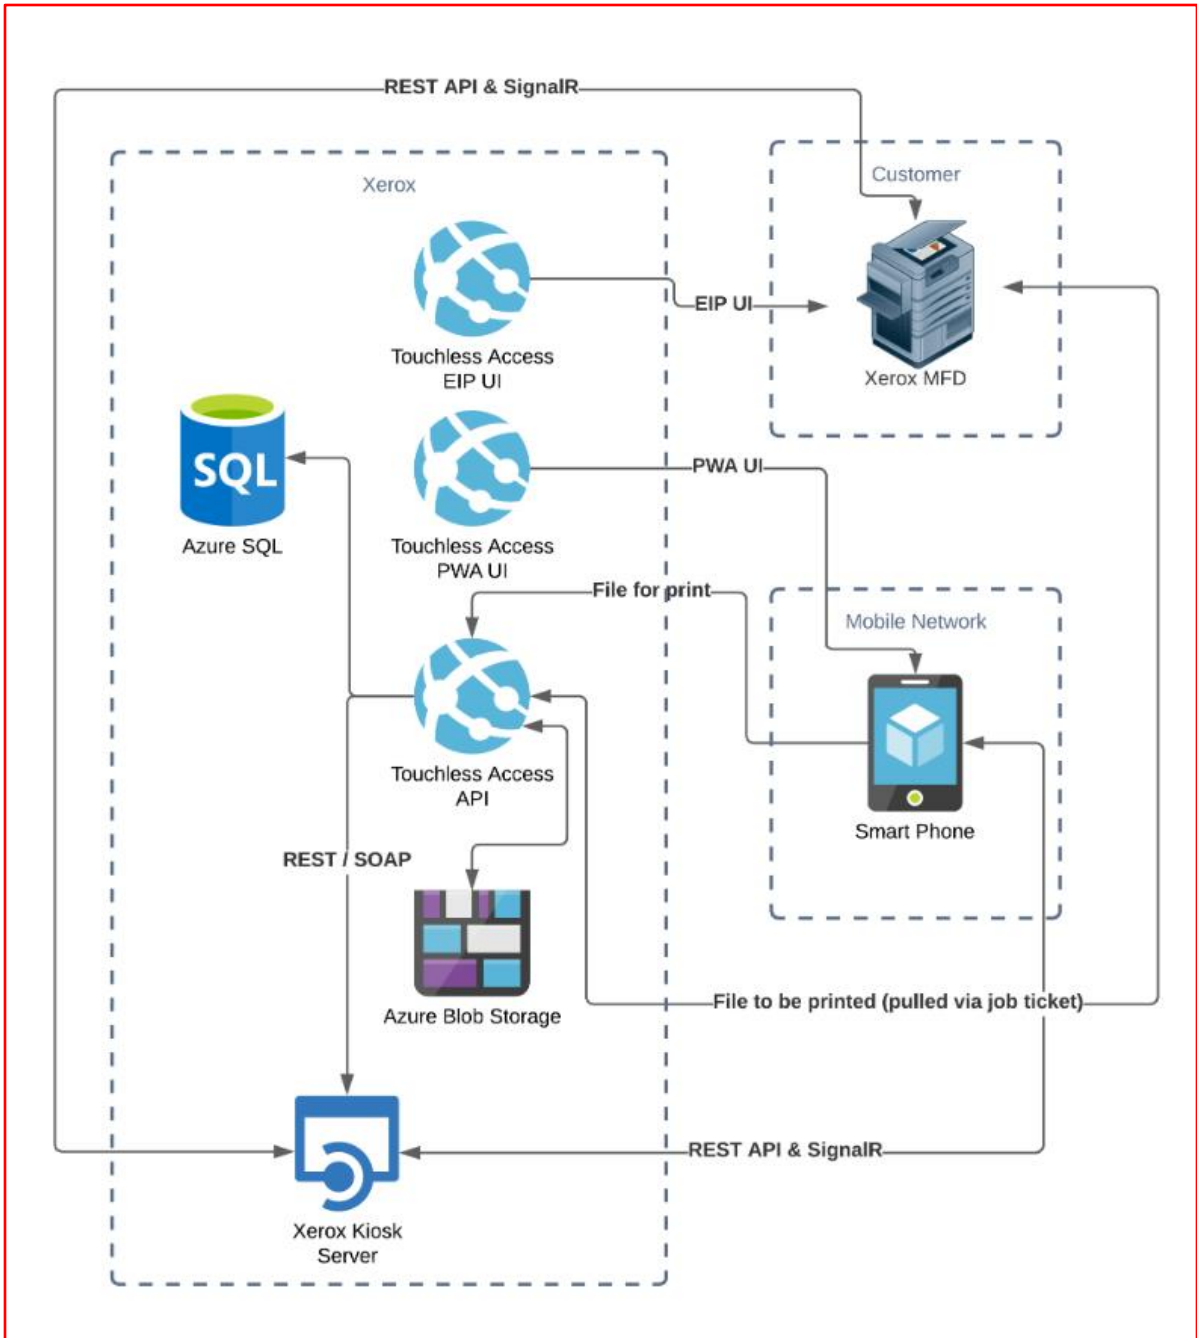 REST API & SignalR
Xerox
Customer
EIP UI
Touchless Access
EIP UI
Xerox MFD
SQL
Azure SQL
PWA UI
Touchless Access
PWA UI
File for print
Mobile Network
Touchless Access
API
Smart Phone
REST / SOAP
Azure Blob Storage
File to be printed (pulled via job ticket)
REST API & SignalR
Xerox Kiosk
Server